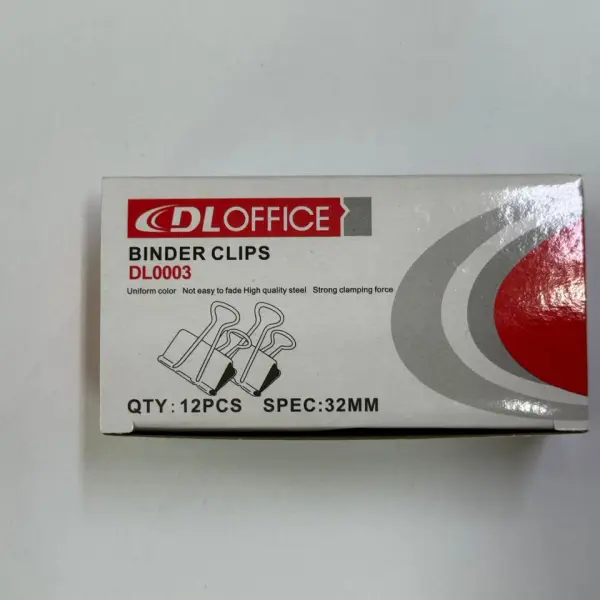 DLOFFICE
BINDER CLIPS
DL0003
Uniform color Not easy to fade High quality steel Strong clamping force
QTY: 12PCS SPEC:32MM